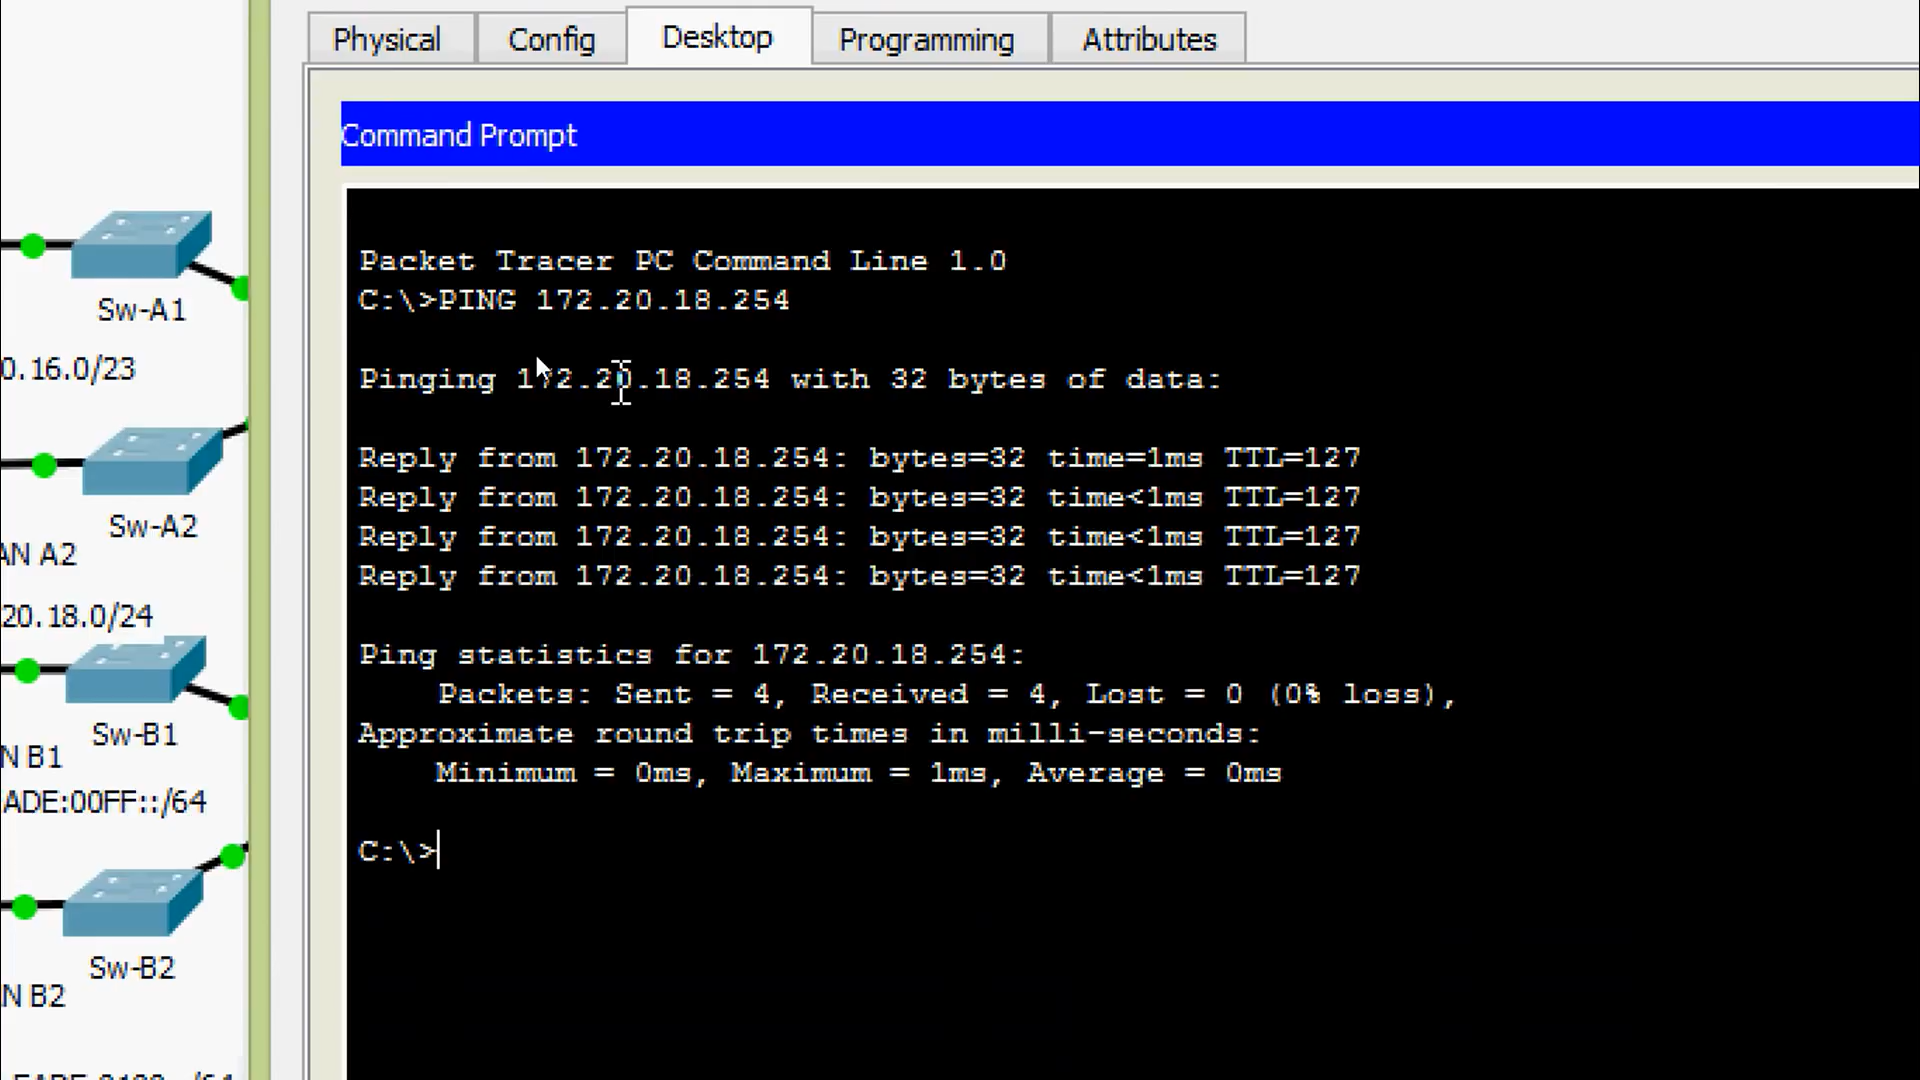 Physical
Config
Desktop
Programming
Attributes
Command Prompt
Packet Tracer PC Command Line 1.0
C:\>PING 172.20.18.254
Pinging 172.20.18.254 with 32 bytes of data:
Reply from 172.20.18.254: bytes=32 time=1ms TTL=127
Reply from 172.20.18.254: bytes=32 time<1ms TTL=127
Reply from 172.20.18.254: bytes=32 time<1ms TTL=127
Reply from 172.20.18.254: bytes=32 time<1ms TTL=127
Ping statistics for 172.20.18.254:
Packets: Sent = 4, Received = 4, Lost = 0 (0% loss),
Approximate round trip times in milli-seconds:
Minimum = 0ms, Maximum = 1ms, Average = 0ms
C:\>
Sw-A1
0.16.0/23
Sw-A2
AN A2
20.18.0/24
Sw-B1
N B1
ADE:00FF::/64
Sw-B2
N B2